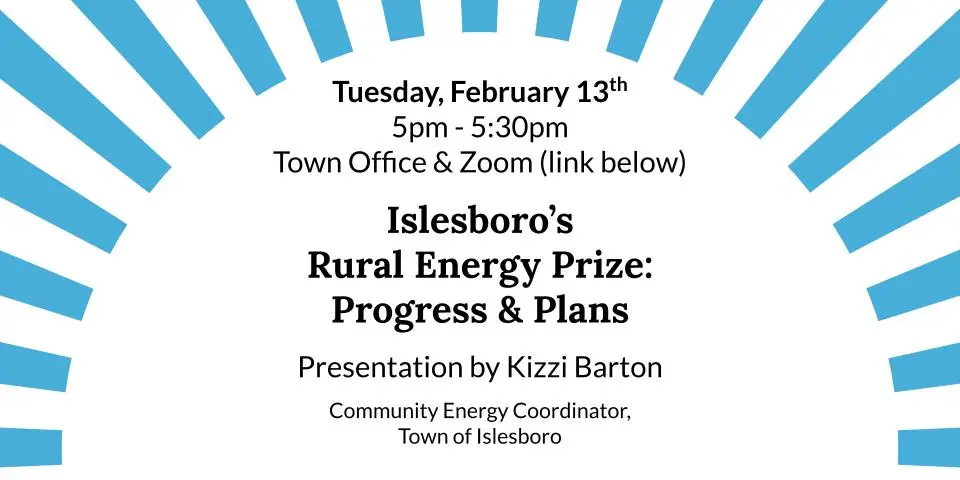 Tuesday, February 13th
5pm - 5:30pm
Town Office & Zoom (link below)
Islesboro’s
Rural Energy Prize:
Progress & Plans
Presentation by Kizzi Barton
Community Energy Coordinator,
Town of Islesboro